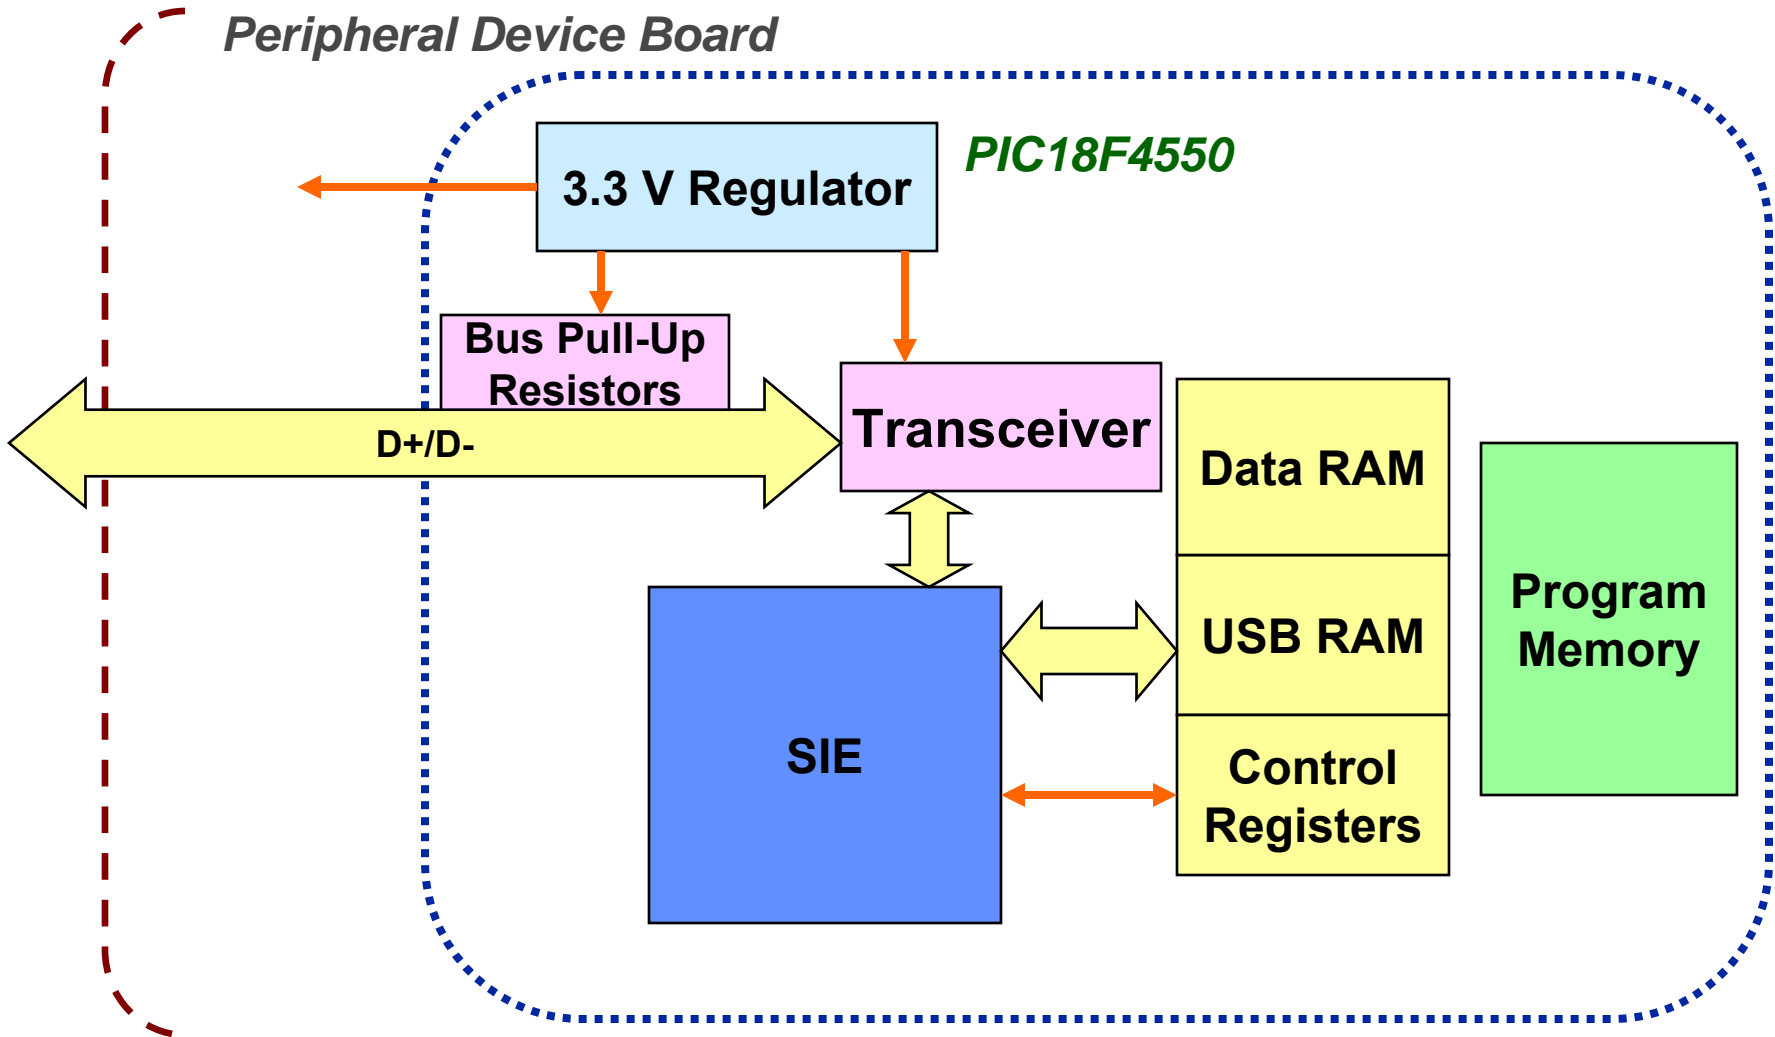 Peripheral Device Board
PIC18F4550
3.3 V Regulator
Bus Pull-Up
Resistors
D+/D-
Transceiver
Data RAM
USB RAM
Control
Registers
Program
Memory
SIE